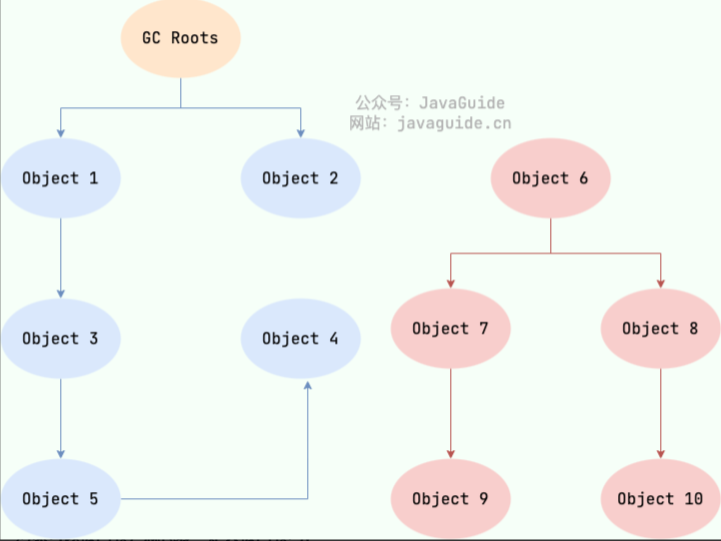 GC Roots
公众号：JavaGuide
网站：javaguide.cn
Object 1
Object 2
Object 6
Object 3
Object 4
Object 7
Object 8
Object 5
Object 9
Object 10